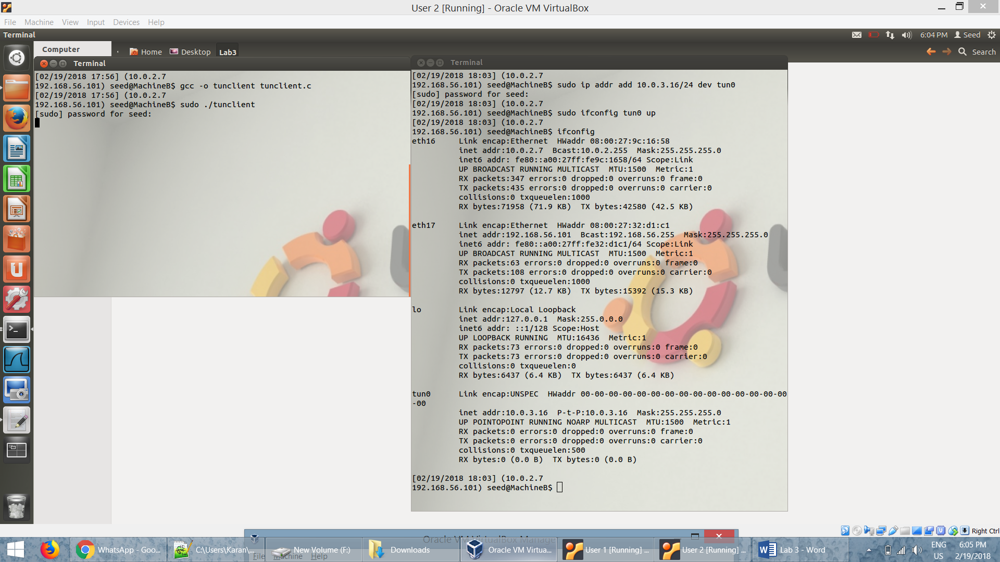 User 2 [Running] - Oracle VM VirtualBox
File Machine View Input Devices Help
Terminal
6:04 PM Seed
Computer
Home Desktop Lab3
Search
Terminal
[02/19/2018 17:56] (10.0.2.7
192.168.56.101) seed@MachineB$ gcc -o tunclient tunclient.c
[02/19/2018 17:56] (10.0.2.7
192.168.56.101) seed@MachineB$ sudo ./tunclient
[sudo] password for seed:
Terminal
[02/19/2018 18:03] (10.0.2.7
192.168.56.101) seed@MachineB$ sudo ip addr add 10.0.3.16/24 dev tun0
[sudo] password for seed:
[02/19/2018 18:03] (10.0.2.7
192.168.56.101) seed@MachineB$ sudo ifconfig tun0 up
[02/19/2018 18:03] (10.0.2.7
192.168.56.101) seed@MachineB$ ifconfig
eth16 Link encap:Ethernet HWaddr 08:00:27:9c:16:58
inet addr:10.0.2.7 Bcast:10.0.2.255 Mask:255.255.255.0
inet6 addr: fe80::a00:27ff:fe9c:1658/64 Scope:Link
UP BROADCAST RUNNING MULTICAST MTU:1500 Metric:1
RX packets:347 errors:0 dropped:0 overruns:0 frame:0
TX packets:435 errors:0 dropped:0 overruns:0 carrier:0
collisions:0 txqueuelen:1000
RX bytes:71958 (71.9 KB) TX bytes:42580 (42.5 KB)
eth17 Link encap:Ethernet HWaddr 08:00:27:32:d1:c1
inet addr:192.168.56.101 Bcast:192.168.56.255 Mask:255.255.255.0
inet6 addr: fe80::a00:27ff:fe32:d1c1/64 Scope:Link
UP BROADCAST RUNNING MULTICAST MTU:1500 Metric:1
RX packets:63 errors:0 dropped:0 overruns:0 frame:0
TX packets:108 errors:0 dropped:0 overruns:0 carrier:0
collisions:0 txqueuelen:1000
RX bytes:12797 (12.7 KB) TX bytes:15392 (15.3 KB)
lo Link encap:Local Loopback
inet addr:127.0.0.1 Mask:255.0.0.0
inet6 addr: ::1/128 Scope:Host
UP LOOPBACK RUNNING MTU:16436 Metric:1
RX packets:73 errors:0 dropped:0 overruns:0 frame:0
TX packets:73 errors:0 dropped:0 overruns:0 carrier:0
collisions:0 txqueuelen:0
RX bytes:6437 (6.4 KB) TX bytes:6437 (6.4 KB)
tun0 Link encap:UNSPEC HWaddr 00-00-00-00-00-00-00-00-00-00-00-00-00-00-00
-00
inet addr:10.0.3.16 P-t-P:10.0.3.16 Mask:255.255.255.0
UP POINTOPOINT RUNNING NOARP MULTICAST MTU:1500 Metric:1
RX packets:0 errors:0 dropped:0 overruns:0 frame:0
TX packets:0 errors:0 dropped:0 overruns:0 carrier:0
collisions:0 txqueuelen:500
RX bytes:0 (0.0 B) TX bytes:0 (0.0 B)
[02/19/2018 18:03] (10.0.2.7
192.168.56.101) seed@MachineB$
Right Ctrl
Oracle VM VirtualBox Manage
File Machine Help
WhatsApp - Goo...
C:\Users\Karan\...
New Volume (F:)
Downloads
Oracle VM Virtua...
User 1 [Running] ...
User 2 [Running] ...
Lab 3 - Word
ENG
US
6:05 PM
2/19/2018